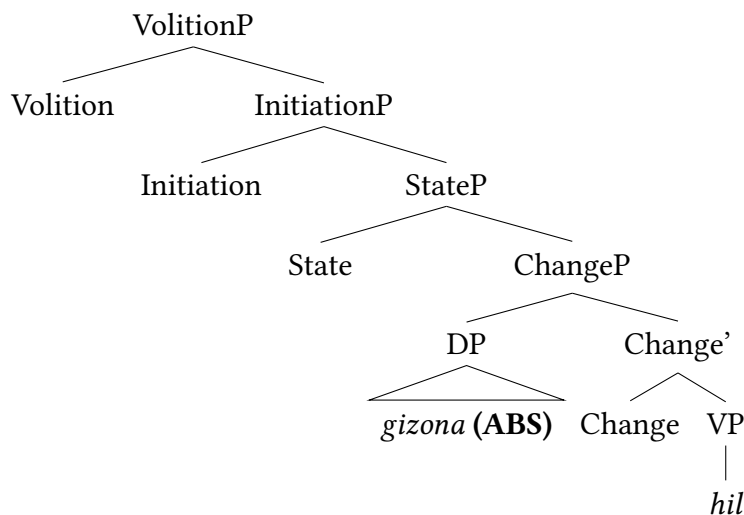 VolitionP
Volition InitiationP
Initiation StateP
State ChangeP
DP Change’
gizona (ABS) Change VP
hil